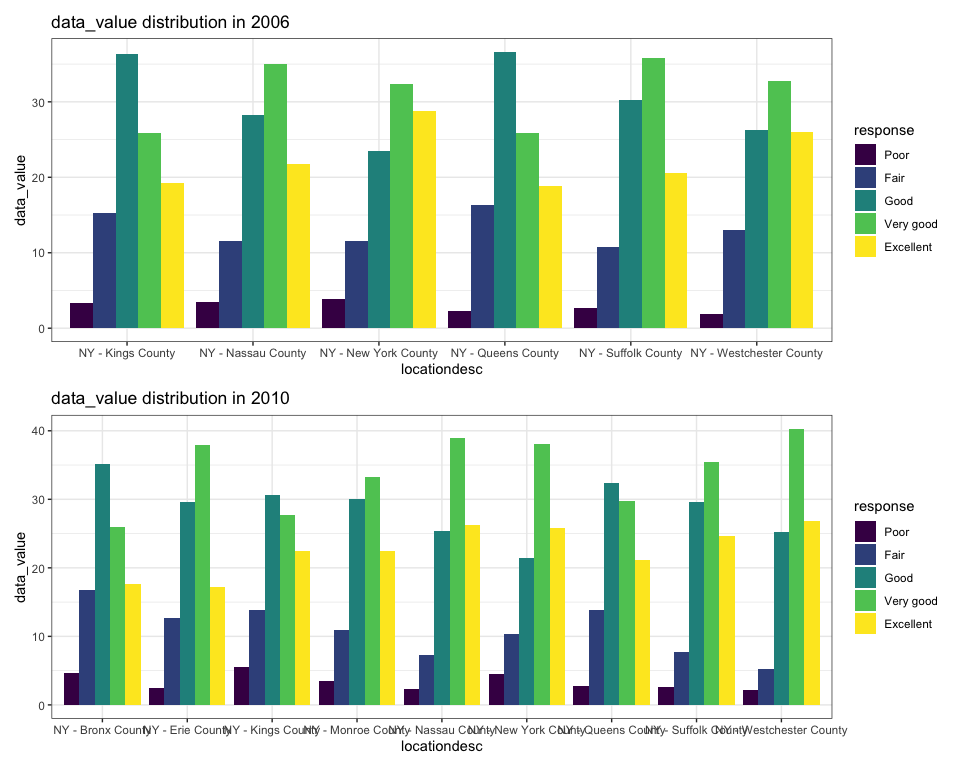 data_value distribution in 2006
data_value
30
20
10
0
NY - Kings County NY - Nassau County NY - New York County NY - Queens County NY - Suffolk County NY - Westchester County
locationdesc
response
Poor
Fair
Good
Very good
Excellent
data_value distribution in 2010
data_value
40
30
20
10
0
NY - Bronx County NY - Erie County NY - Kings County NY - Monroe County NY - Nassau County NY - New York County NY - Queens County NY - Suffolk County NY - Westchester County
locationdesc
response
Poor
Fair
Good
Very good
Excellent